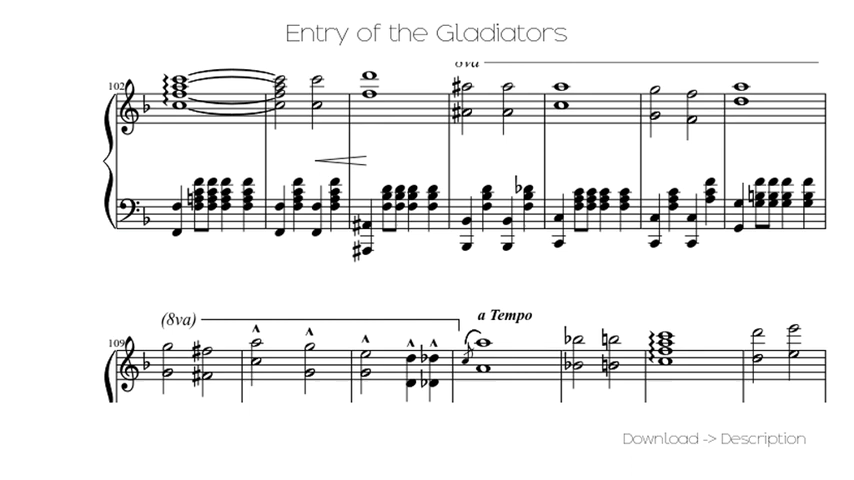 Entry of the Gladiators
102
8va
109
(8va)
a Tempo
Download -> Description